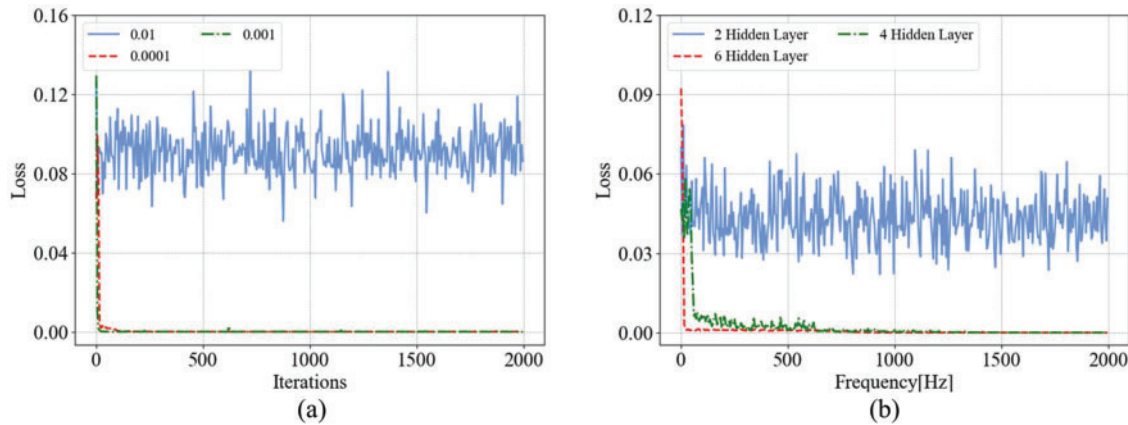 0.16
0.12
0.08
0.04
0.00
Loss
0.01
0.001
0.0001
0
500
1000
1500
2000
Iterations
(a)
0.12
0.09
0.06
0.03
0.00
Loss
2 Hidden Layer
4 Hidden Layer
6 Hidden Layer
0
500
1000
1500
2000
Frequency[Hz]
(b)